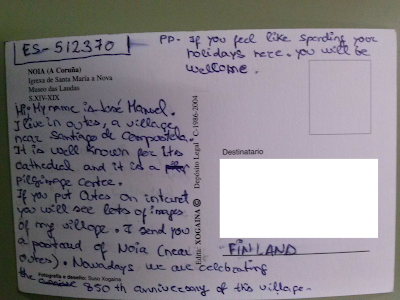 ES-512370
PD. If you feel like spending your
holidays here. you will be
wellcome.
NOIA (A Coruña)
Igrexa de Santa María a Nova
Museo das Laudas
S.XIV-XIX
Hi: My name is José Manuel.
I live in Outes, a village
near Santiago de Compostela.
It is well known for its
Cathedral and it is a
pilgrimage centre.
If you put Outes on internet
you will see lots of images
of my village. I send you
a postcard of Noia (near
Outes). Nowadays we are celebrating
the 850th anniversary of this village.
Fotografía e deseño: Suso Xogaina
Edita: XOGAINA © Depósito Legal C-1986-2004
Destinatario
FINLAND